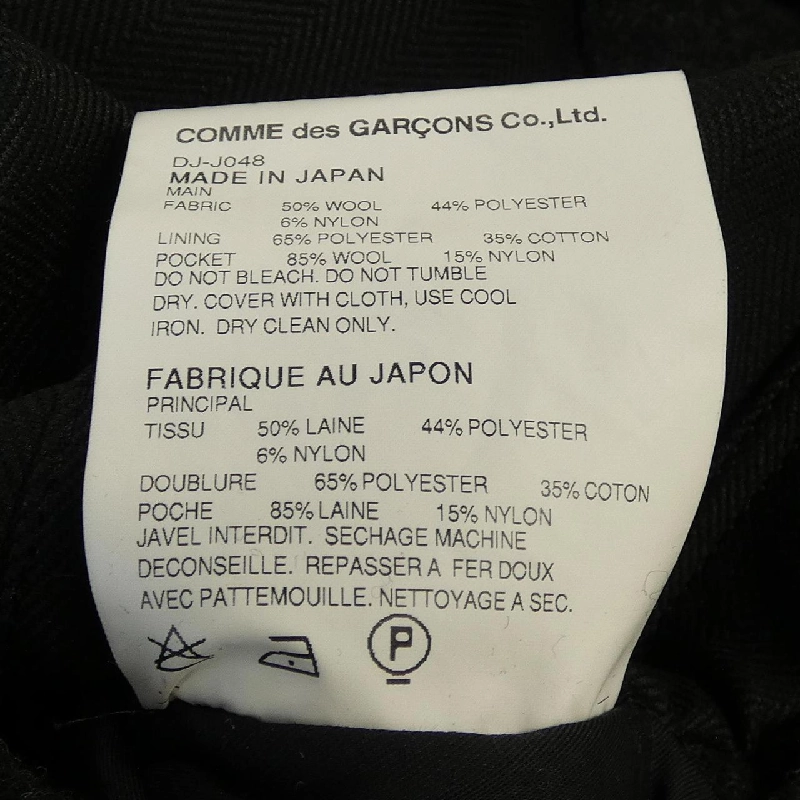 COMME des GARÇONS Co.,Ltd.
DJ-J048
MADE IN JAPAN
MAIN
FABRIC 50% WOOL 44% POLYESTER
6% NYLON
LINING 65% POLYESTER 35% COTTON
POCKET 85% WOOL 15% NYLON
DO NOT BLEACH. DO NOT TUMBLE
DRY. COVER WITH CLOTH, USE COOL
IRON. DRY CLEAN ONLY.
FABRIQUE AU JAPON
PRINCIPAL
TISSU 50% LAINE 44% POLYESTER
6% NYLON
DOUBLURE 65% POLYESTER 35% COTON
POCHE 85% LAINE 15% NYLON
JAVEL INTERDIT. SECHAGE MACHINE
DECONSEILLE. REPASSER A FER DOUX
AVEC PATTEMOUILLE. NETTOYAGE A SEC.
P